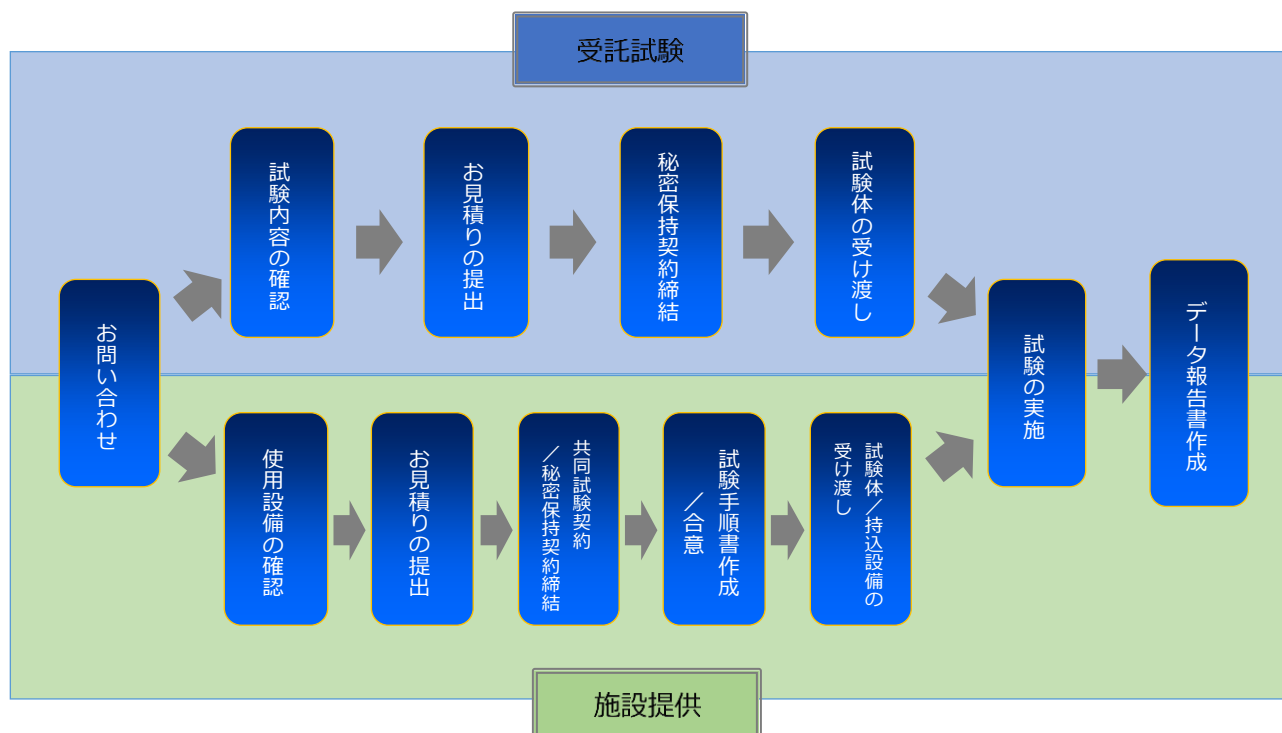 受託試験
お問い合わせ
試験内容の確認
お見積りの提出
秘密保持契約締結
試験体の受け渡し
使用設備の確認
お見積りの提出
共同試験契約
／秘密保持契約締結
試験手順書作成
／合意
試験体／持込設備の
受け渡し
試験の実施
データ報告書作成
施設提供